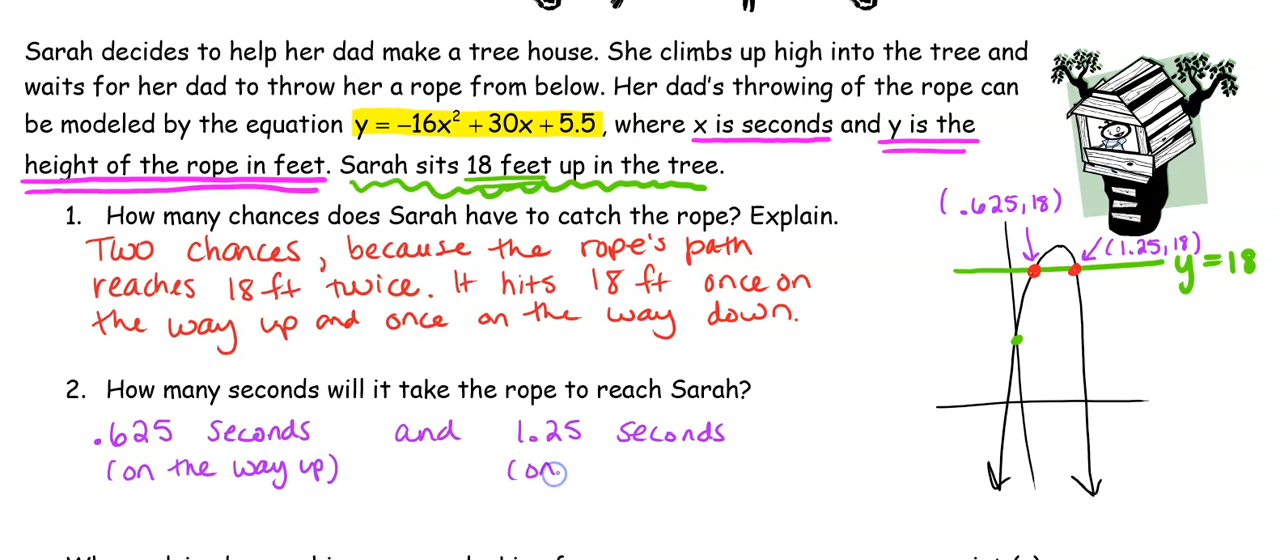 Sarah decides to help her dad make a tree house. She climbs up high into the tree and
waits for her dad to throw her a rope from below. Her dad's throwing of the rope can
be modeled by the equation y = −16x² + 30x + 5.5, where x is seconds and y is the
height of the rope in feet. Sarah sits 18 feet up in the tree.
(.625, 18)
1. How many chances does Sarah have to catch the rope? Explain.
Two chances, because the rope's path
(1.25, 18)
y = 18
reaches 18 ft twice. It hits 18 ft once on
the way up and once on the way down.
2. How many seconds will it take the rope to reach Sarah?
.625 seconds and 1.25 seconds
(on the way up) (on